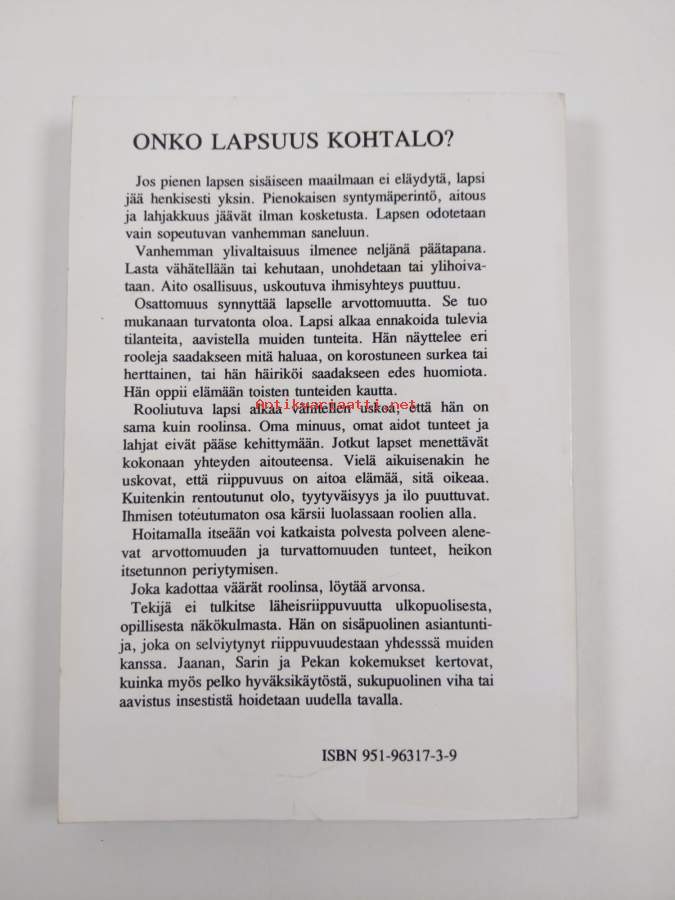 ONKO LAPSUUS KOHTALO?
Jos pienen lapsen sisäiseen maailmaan ei eläydytä, lapsi
jää henkisesti yksin. Pienokaisen syntymäperintö, aitous
ja lahjakkuus jäävät ilman kosketusta. Lapsen odotetaan
vain sopeutuvan vanhemman saneluun.
Vanhemman ylivaltaisuus ilmenee neljänä päätapana.
Lasta vähätellään tai kehutaan, unohdetaan tai ylihoiva-
taan. Aito osallisuus, uskoutuva ihmisyhteys puuttuu.
Osattomuus synnyttää lapselle arvottomuutta. Se tuo
mukanaan turvatonta oloa. Lapsi alkaa ennakoida tulevia
tilanteita, aavistella muiden tunteita. Hän näyttelee eri
rooleja saadakseen mitä haluaa, on korostuneen surkea tai
herttainen, tai hän häiriköi saadakseen edes huomiota.
Hän oppii elämään toisten tunteiden kautta.
Antikvariaatti.net
Rooliutuva lapsi alkaa vähitellen uskoa, että hän on
sama kuin roolinsa. Oma minuus, omat aidot tunteet ja
lahjat eivät pääse kehittymään. Jotkut lapset menettävät
kokonaan yhteyden aitouteensa. Vielä aikuisenakin he
uskovat, että riippuvuus on aitoa elämää, sitä oikeaa.
Kuitenkin rentoutunut olo, tyytyväisyys ja ilo puuttuvat.
Ihmisen toteutumaton osa kärsii luolassaan roolien alla.
Hoitamalla itseään voi katkaista polvesta polveen alene-
vat arvottomuuden ja turvattomuuden tunteet, heikon
itsetunnon periytymisen.
Joka kadottaa väärät roolinsa, löytää arvonsa.
Tekijä ei tulkitse läheisriippuvuutta ulkopuolisesta,
opillisesta näkökulmasta. Hän on sisäpuolinen asiantunti-
ja, joka on selviytynyt riippuvuudestaan yhdesssä muiden
kanssa. Jaanan, Sarin ja Pekan kokemukset kertovat,
kuinka myös pelko hyväksikäytöstä, sukupuolinen viha tai
aavistus insestistä hoidetaan uudella tavalla.
ISBN 951-96317-3-9